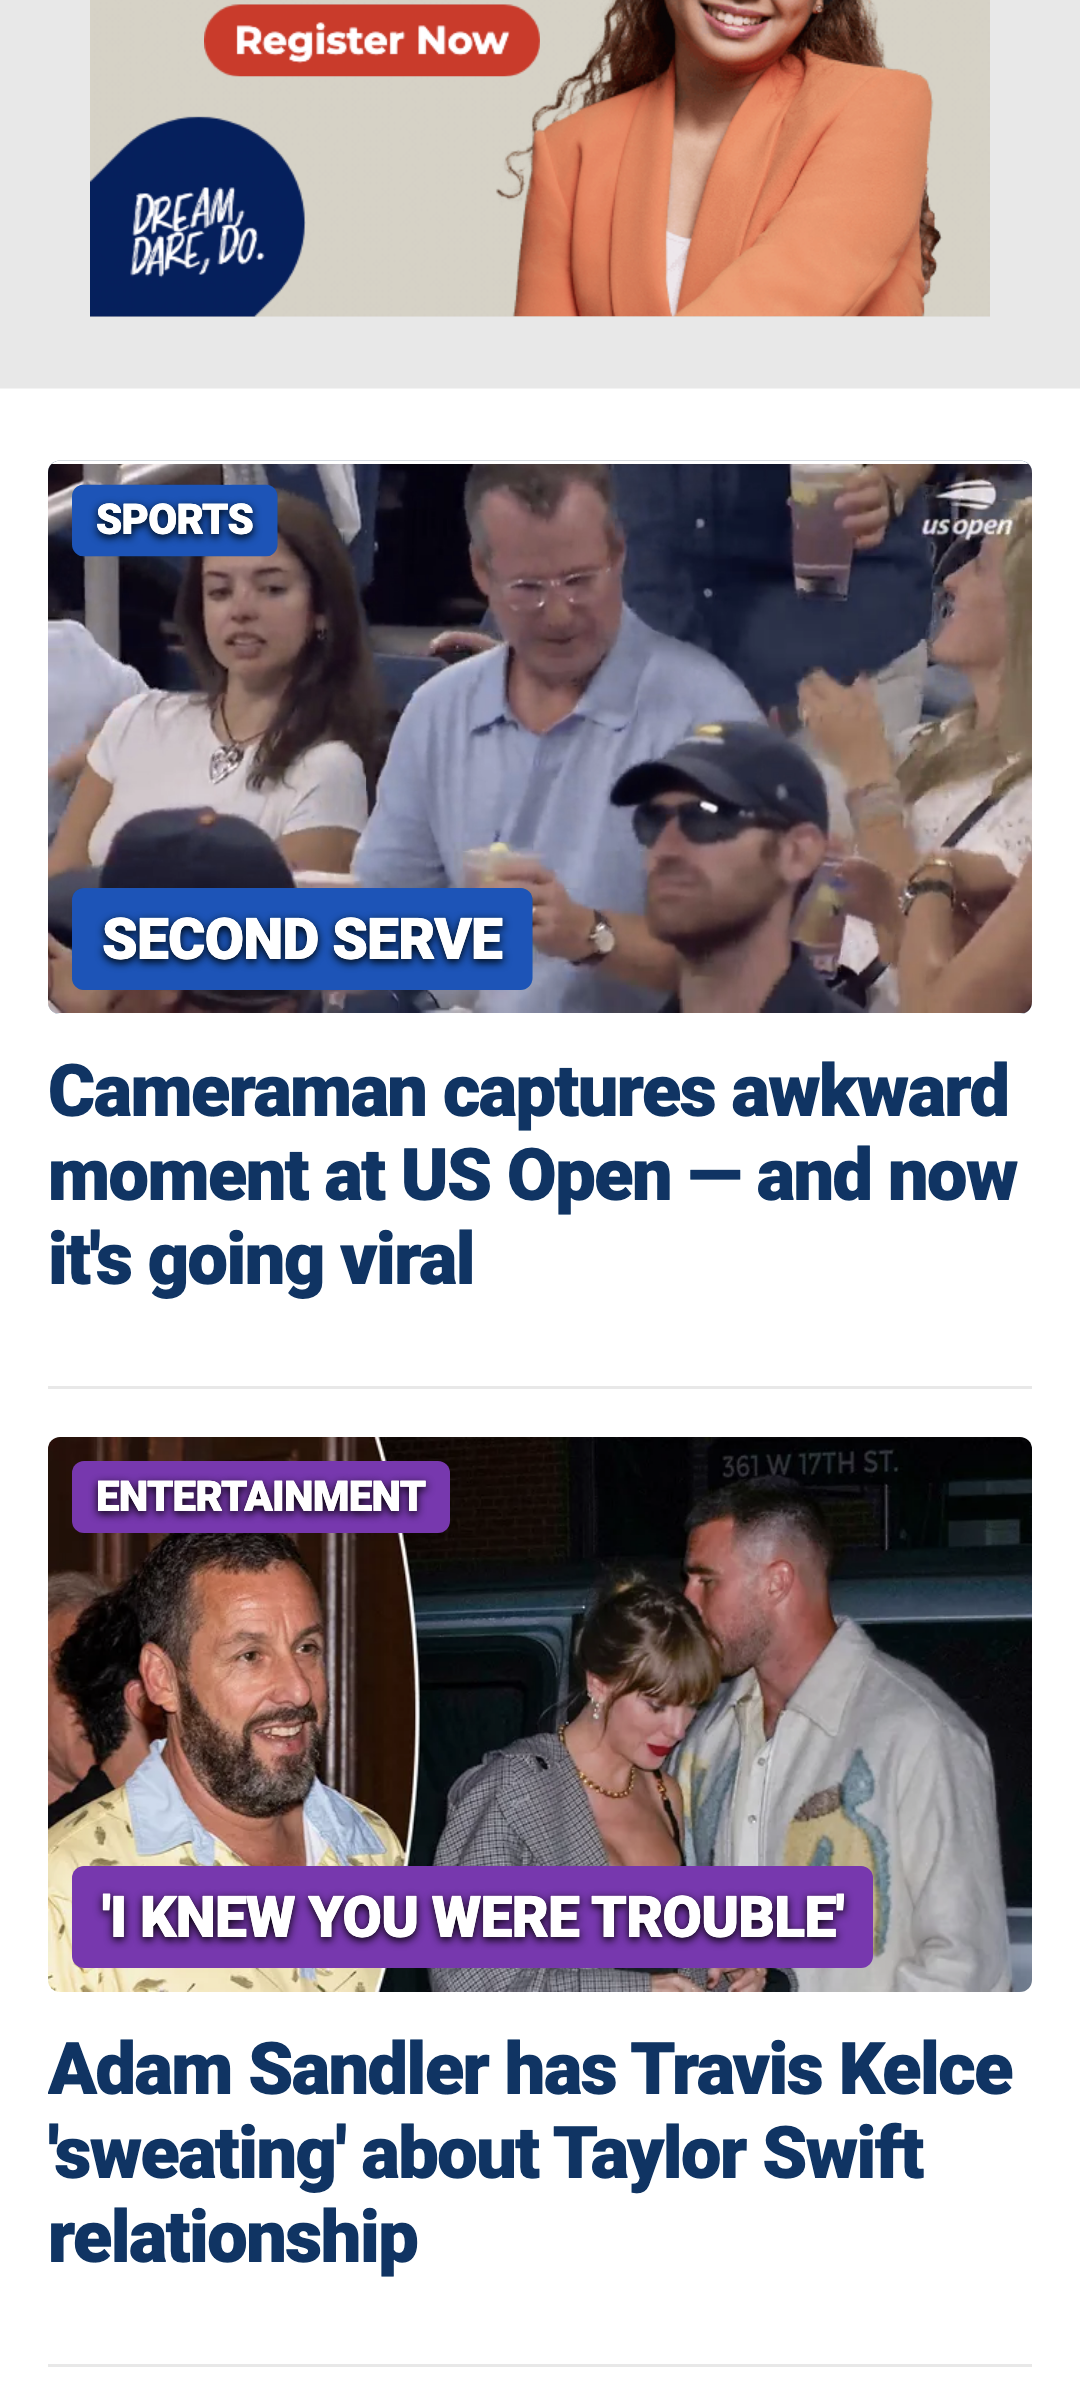 Register Now
DREAM,
DARE, DO.
SPORTS
us open
SECOND SERVE
Cameraman captures awkward
moment at US Open — and now
it's going viral
ENTERTAINMENT
361 W 17TH ST.
'I KNEW YOU WERE TROUBLE'
Adam Sandler has Travis Kelce
'sweating' about Taylor Swift
relationship